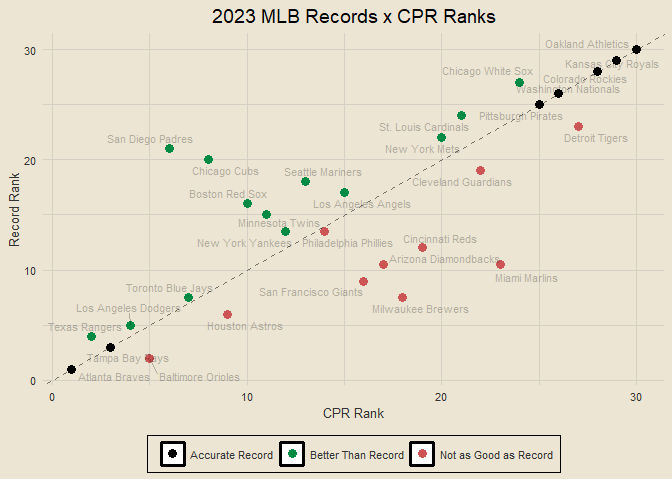 2023 MLB Records x CPR Ranks
Oakland Athletics
Kansas City Royals
Chicago White Sox
Colorado Rockies
Washington Nationals
Pittsburgh Pirates
St. Louis Cardinals
Detroit Tigers
San Diego Padres
New York Mets
Chicago Cubs
Seattle Mariners
Cleveland Guardians
Boston Red Sox
Los Angeles Angels
Minnesota Twins
New York Yankees
Philadelphia Phillies
Cincinnati Reds
Arizona Diamondbacks
Miami Marlins
Toronto Blue Jays
San Francisco Giants
Los Angeles Dodgers
Milwaukee Brewers
Texas Rangers
Houston Astros
Tampa Bay Rays
Atlanta Braves
Baltimore Orioles
30
20
10
0
Record Rank
0 10 20 30
CPR Rank
Accurate Record Better Than Record Not as Good as Record